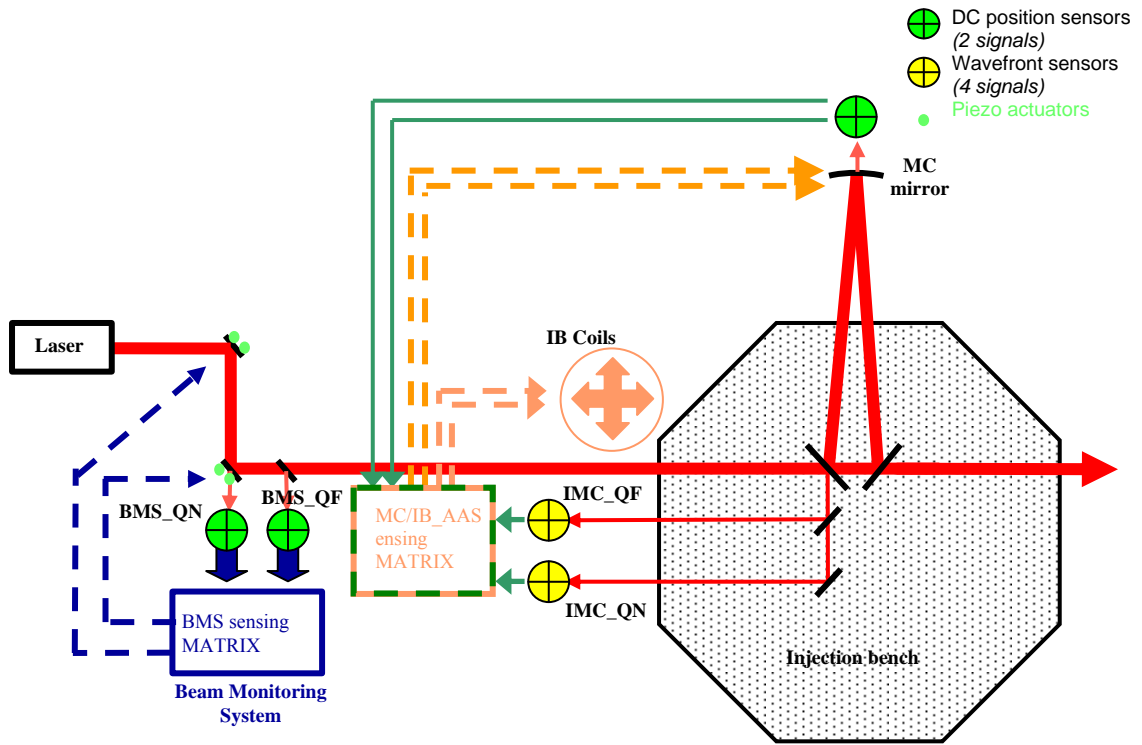 DC position sensors
(2 signals)
Wavefront sensors
(4 signals)
Piezo actuators
MC
mirror
Laser
IB Coils
BMS_QF
BMS_QN
IMC_QF
MC/IB_AAS
ensing
MATRIX
IMC_QN
BMS sensing
MATRIX
Injection bench
Beam Monitoring
System